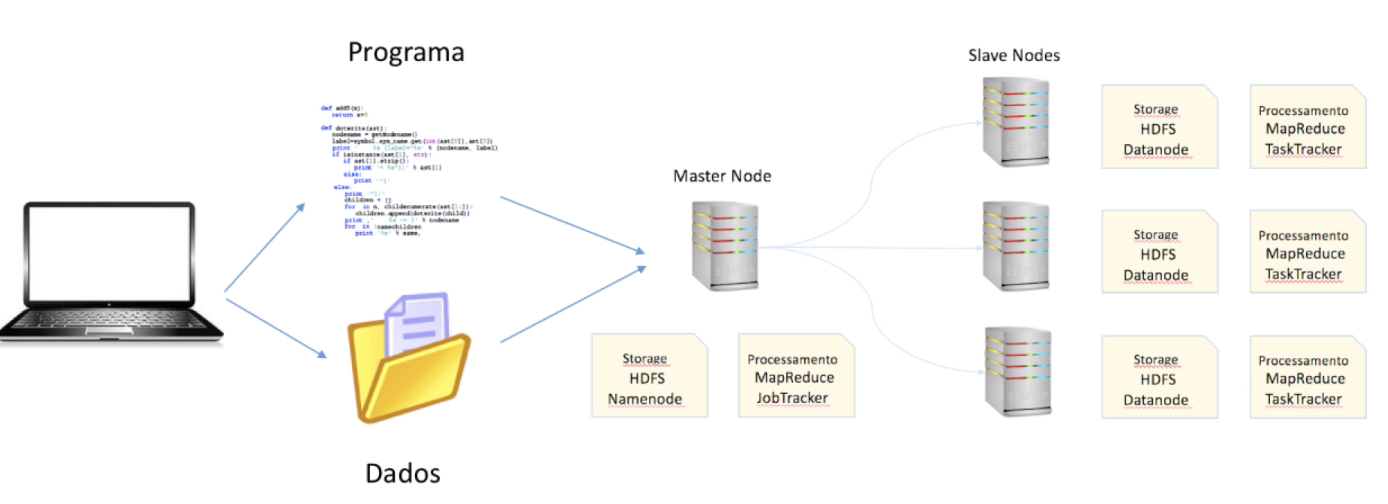 Programa
def add5(x):
return x+5
def dotwrite(ast):
nodename = getNodename()
label=symbol.sym_name.get(int(ast[0]),ast[0])
print '    %s [label="%s' % (nodename, label)
if isinstance(ast[1], str):
if ast[1].strip():
print '= %s"];' % ast[1]
else:
print '"]'
else:
print '"];'
children = []
for in n, childenumerate(ast[1:]):
children.append(dotwrite(child))
print ,'    %s -> {' % nodename
for in :namechildren
print '%s' % name,
Dados
Master Node
Storage
HDFS
Namenode
Processamento
MapReduce
JobTracker
Slave Nodes
Storage
HDFS
Datanode
Processamento
MapReduce
TaskTracker
Storage
HDFS
Datanode
Processamento
MapReduce
TaskTracker
Storage
HDFS
Datanode
Processamento
MapReduce
TaskTracker